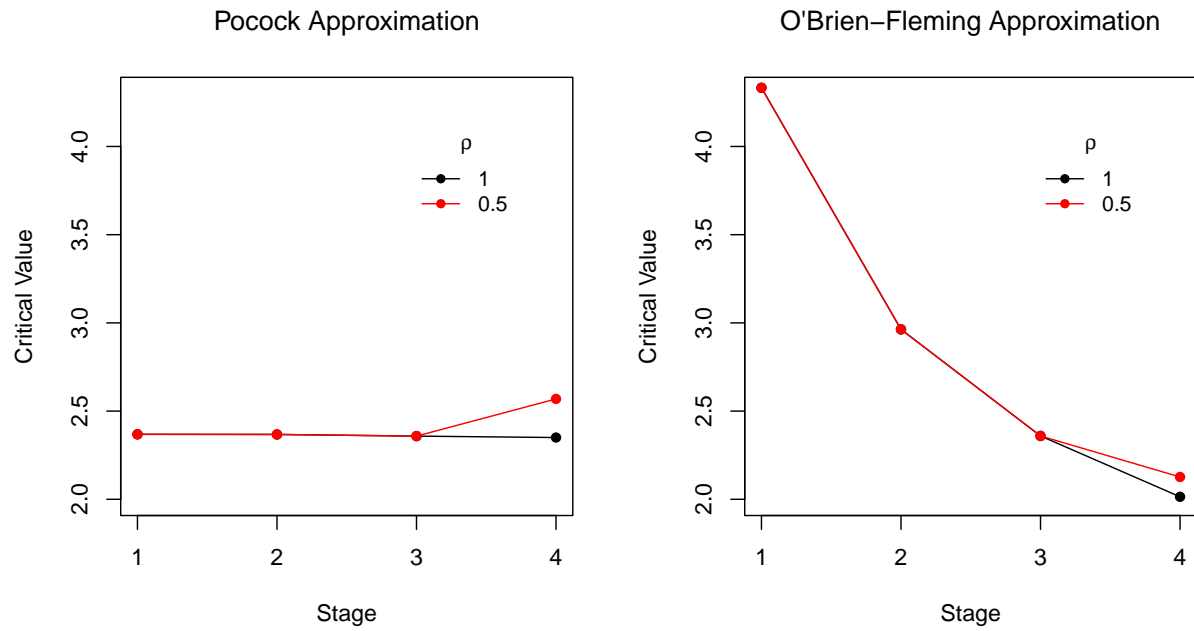 Pocock Approximation
Critical Value
4.0
3.5
3.0
2.5
2.0
ρ
1
0.5
1 2 3 4
Stage
O'Brien−Fleming Approximation
Critical Value
4.0
3.5
3.0
2.5
2.0
ρ
1
0.5
1 2 3 4
Stage